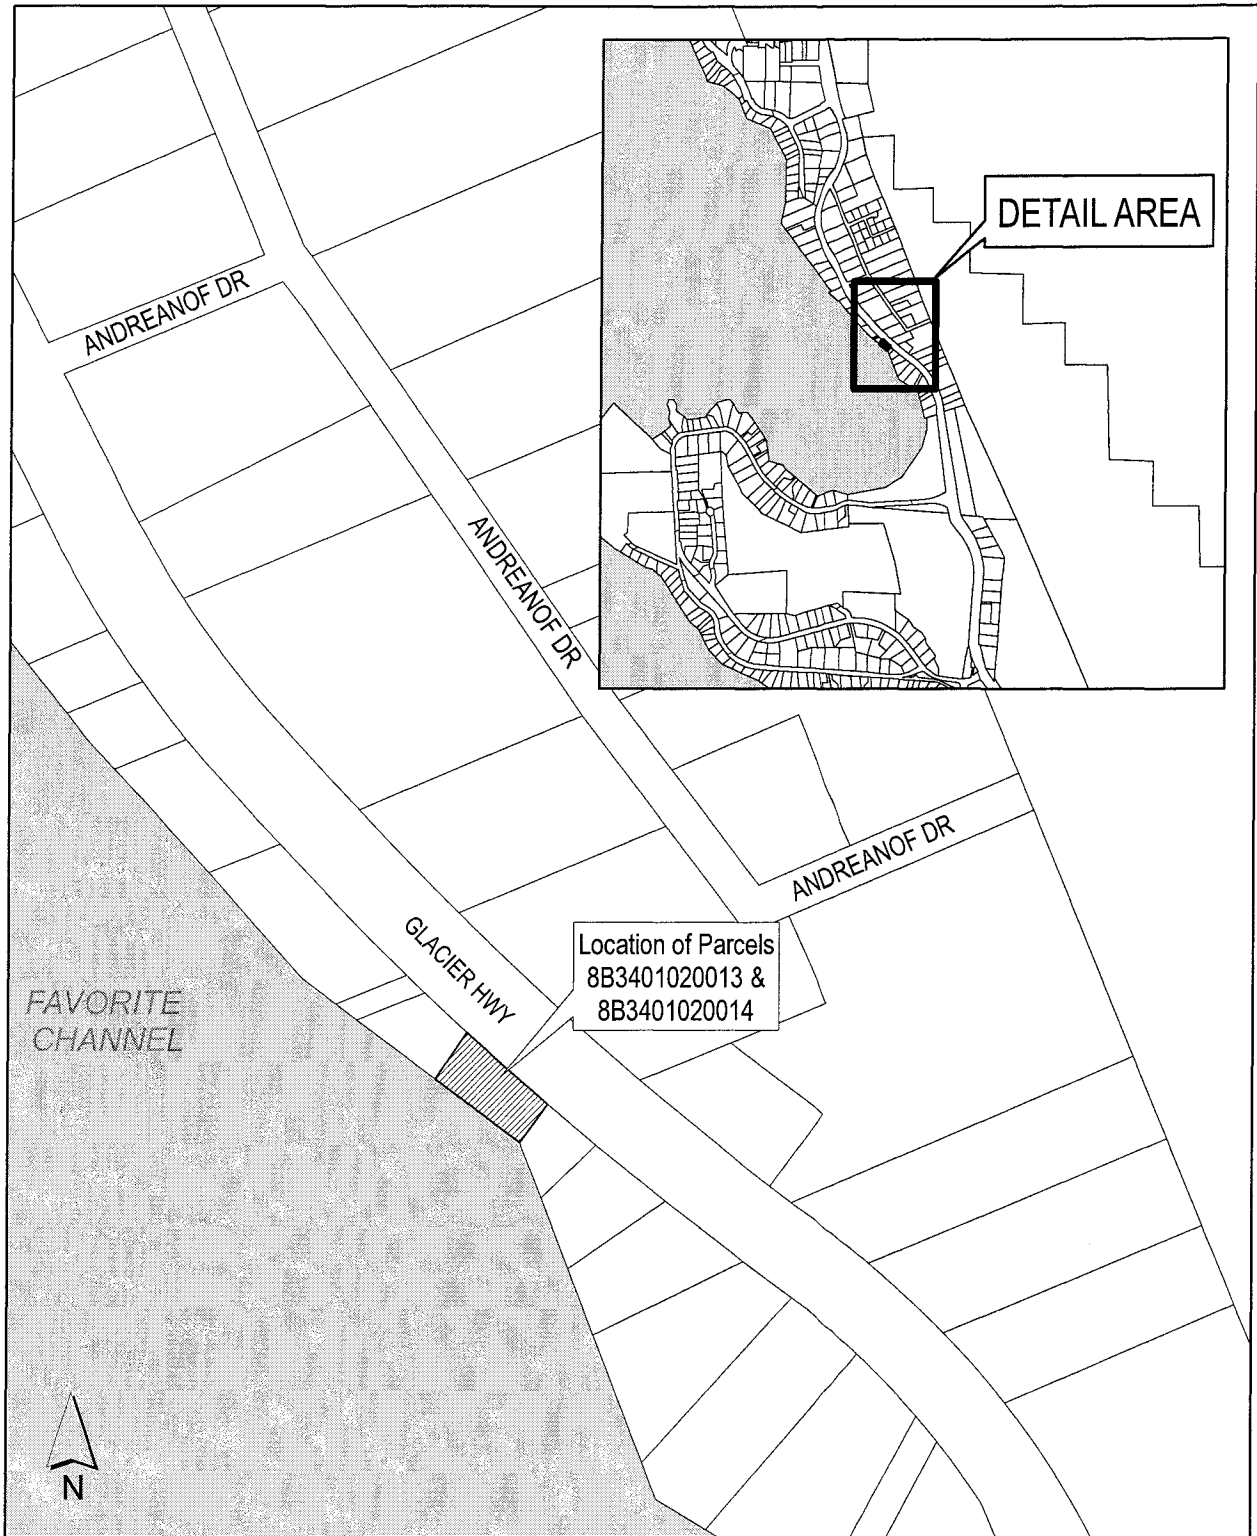 DETAIL AREA
ANDREANOF DR
ANDREANOF DR
ANDREANOF DR
GLACIER HWY
Location of Parcels
8B3401020013 &
8B3401020014
FAVORITE
CHANNEL
N